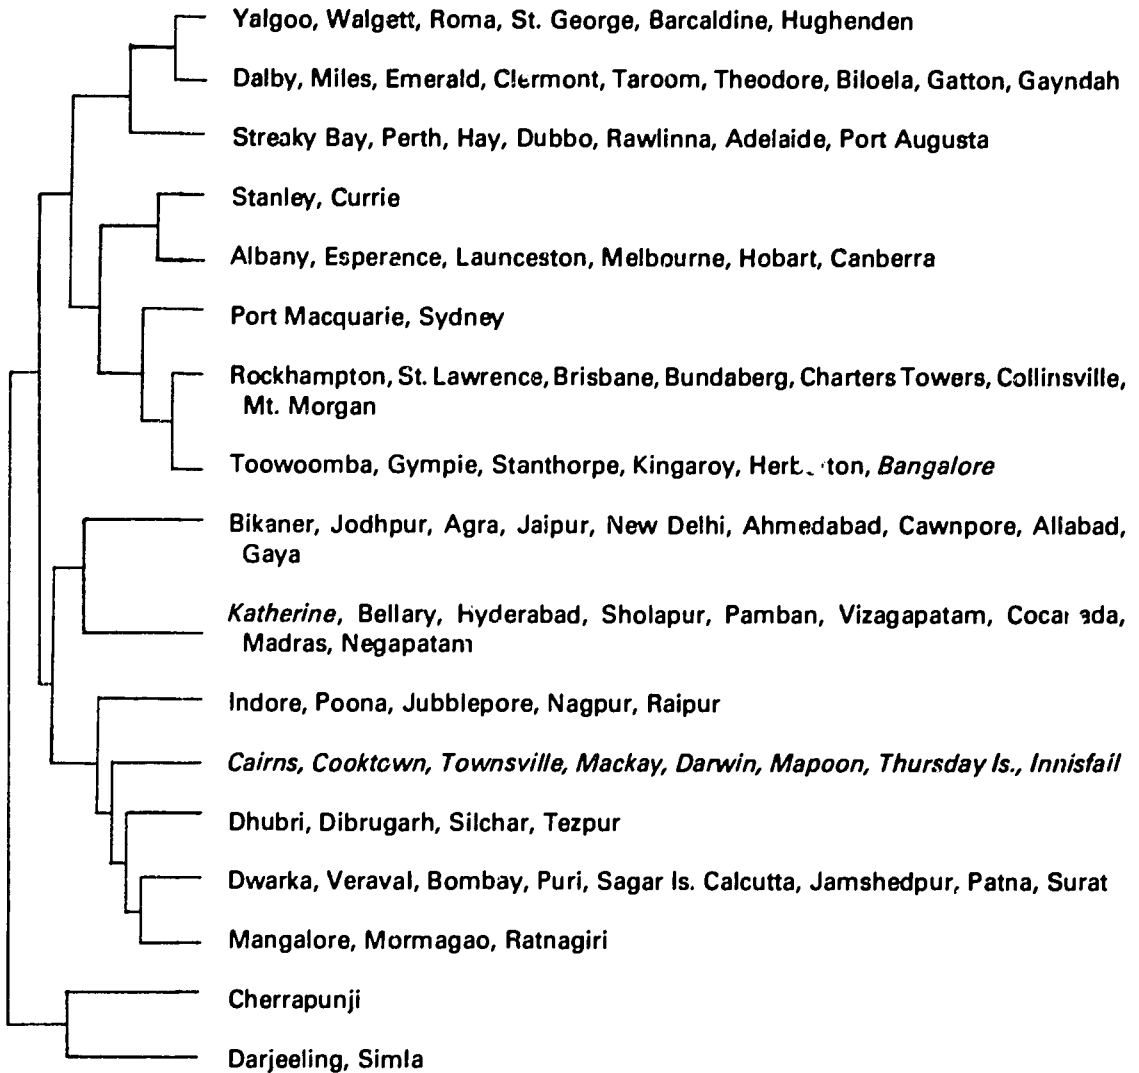 Yalgoo, Walgett, Roma, St. George, Barcaldine, Hughenden
Dalby, Miles, Emerald, Clermont, Taroom, Theodore, Biloela, Gatton, Gayndah
Streaky Bay, Perth, Hay, Dubbo, Rawlinna, Adelaide, Port Augusta
Stanley, Currie
Albany, Esperance, Launceston, Melbourne, Hobart, Canberra
Port Macquarie, Sydney
Rockhampton, St. Lawrence, Brisbane, Bundaberg, Charters Towers, Collinsville,
Mt. Morgan
Toowoomba, Gympie, Stanthorpe, Kingaroy, Bangalore
Bikaner, Jodhpur, Agra, Jaipur, New Delhi, Ahmedabad, Cawnpore, Allabad,
Gaya
Katherine, Bellary, Hyderabad, Sholapur, Pamban, Vizagapatam,
Madras, Negapatam
Indore, Poona, Jubblepore, Nagpur, Raipur
Cairns, Cooktown, Townsville, Mackay, Darwin, Mapoon, Thursday Is., Innisfail
Dhubri, Dibrugarh, Silchar, Tezpur
Dwarka, Veraval, Bombay, Puri, Sagar Is. Calcutta, Jamshedpur, Patna, Surat
Mangalore, Mormagao, Ratnagiri
Cherrapunji
Darjeeling, Simla